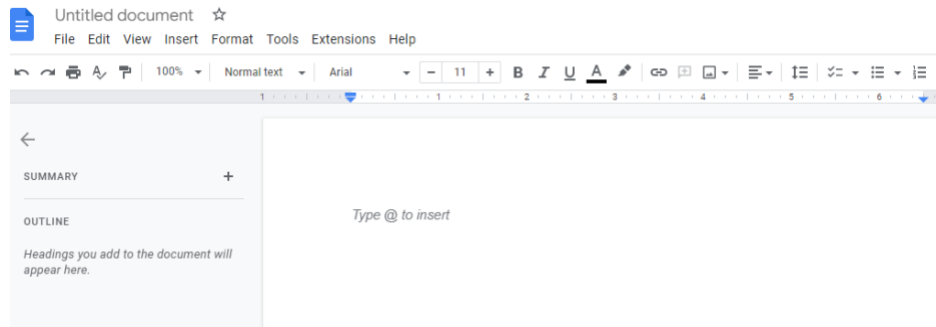 Untitled document
File Edit View Insert Format Tools Extensions Help
100% Normal text Arial − 11 + B I U A
1 1 2 3 4 5 6
SUMMARY +
OUTLINE
Headings you add to the document will
appear here.
Type @ to insert